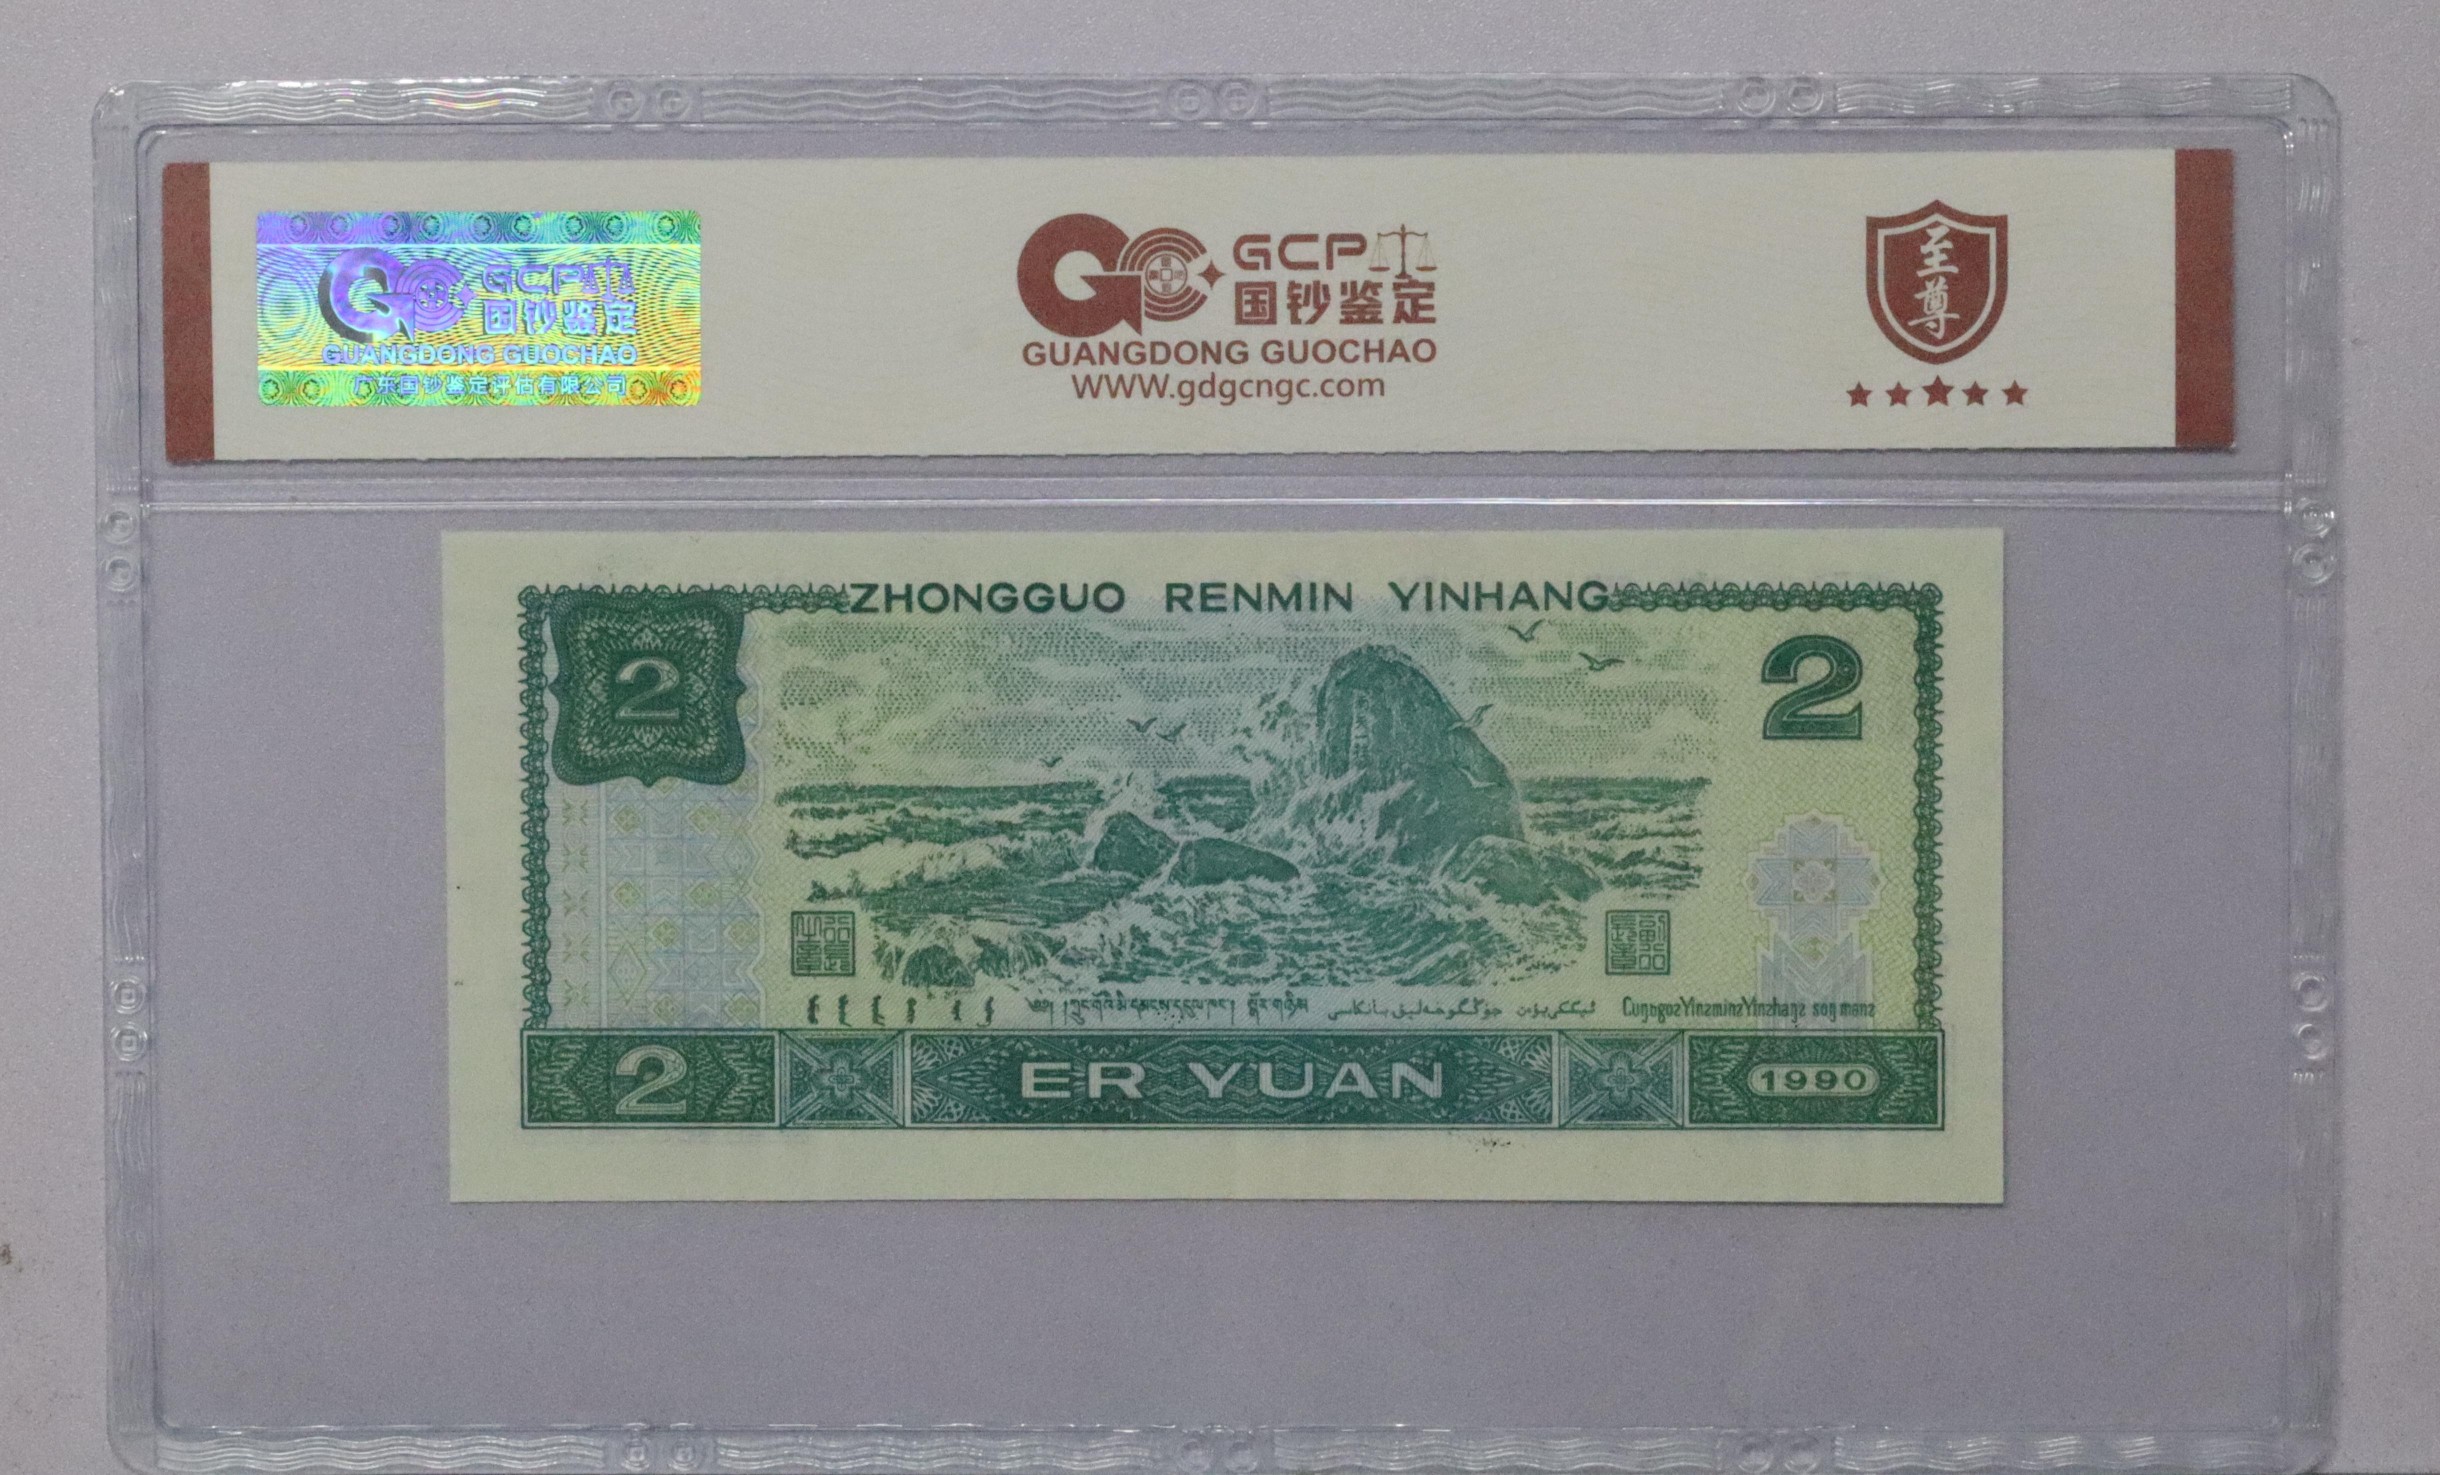 GCP
国钞鉴定
GUANGDONG GUOCHAO
广东国钞鉴定评估有限公司
GCP
国钞鉴定
GUANGDONG GUOCHAO
WWW.gdgcngc.com
至尊
ZHONGGUO RENMIN YINHANG
2
2
CuŋƅgozYinƨminƨYinƨhaŋƨ soŋ manƨ
2
ER YUAN
1990